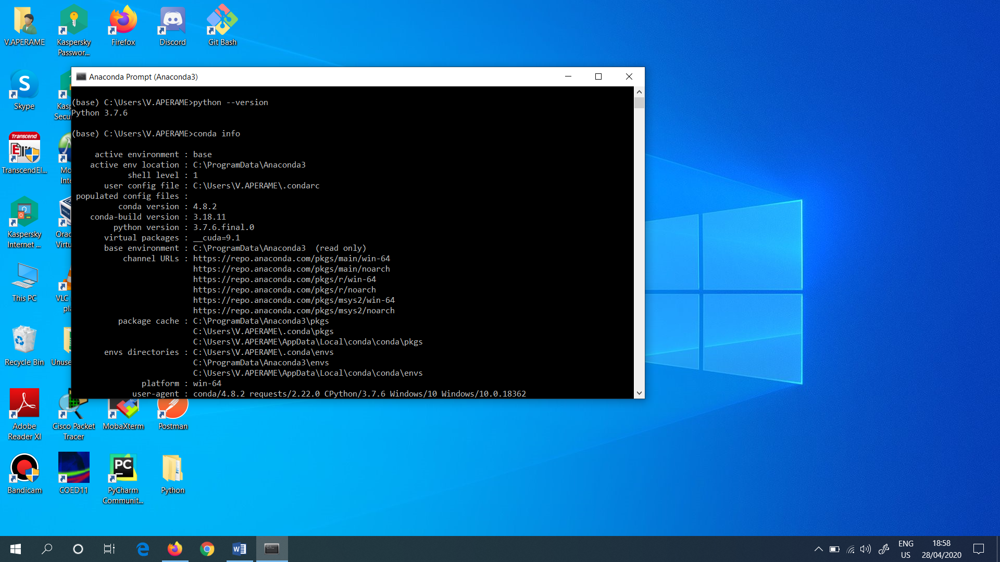 V.APERAME
Kaspersky
Passwor...
Firefox
Discord
Git Bash
Anaconda Prompt (Anaconda3)
S
Skype
Kasp
Secu
(base) C:\Users\V.APERAME>python --version
Python 3.7.6
(base) C:\Users\V.APERAME>conda info
active environment : base
active env location : C:\ProgramData\Anaconda3
shell level : 1
user config file : C:\Users\V.APERAME\.condarc
populated config files :
conda version : 4.8.2
conda-build version : 3.18.11
python version : 3.7.6.final.0
virtual packages : __cuda=9.1
base environment : C:\ProgramData\Anaconda3  (read only)
channel URLs : https://repo.anaconda.com/pkgs/main/win-64
https://repo.anaconda.com/pkgs/main/noarch
https://repo.anaconda.com/pkgs/r/win-64
https://repo.anaconda.com/pkgs/r/noarch
https://repo.anaconda.com/pkgs/msys2/win-64
https://repo.anaconda.com/pkgs/msys2/noarch
package cache : C:\ProgramData\Anaconda3\pkgs
C:\Users\V.APERAME\.conda\pkgs
C:\Users\V.APERAME\AppData\Local\conda\conda\pkgs
envs directories : C:\Users\V.APERAME\.conda\envs
C:\ProgramData\Anaconda3\envs
C:\Users\V.APERAME\AppData\Local\conda\conda\envs
platform : win-64
user-agent : conda/4.8.2 requests/2.22.0 CPython/3.7.6 Windows/10 Windows/10.0.18362
Transcend
TranscendEl...
Mo
Inte
Kaspersky
Internet ...
Orac
Virtu
This PC
VLC
pla
Recycle Bin
Unuse
Adobe
Reader XI
Cisco Packet
Tracer
MobaXterm
Postman
Bandicam
COED11
PC
PyCharm
Communit...
Python
ENG
US
18:58
28/04/2020